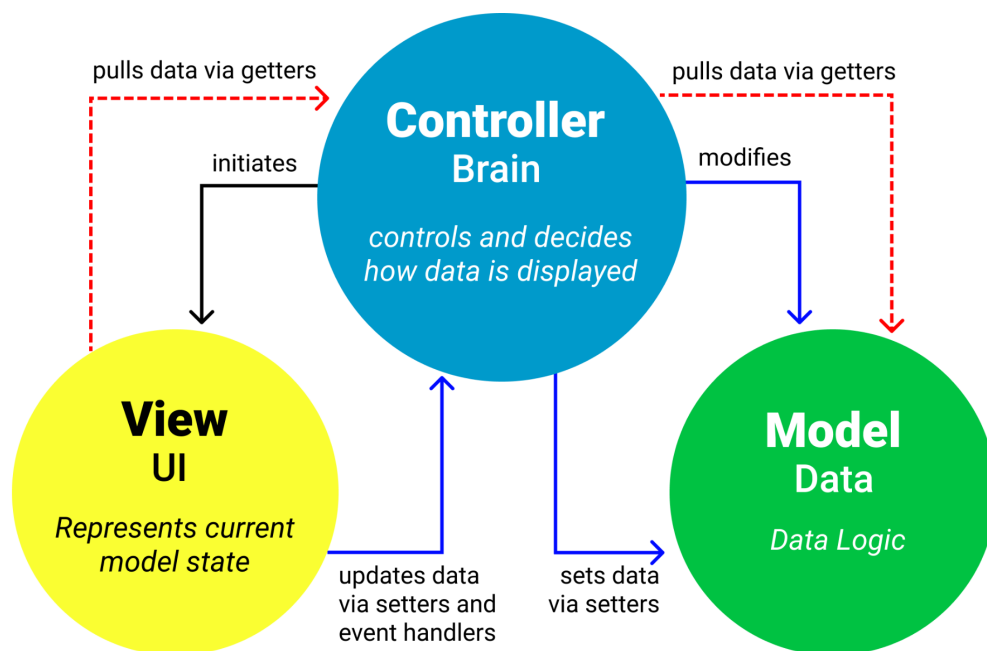 pulls data via getters
pulls data via getters
Controller
Brain
controls and decides
how data is displayed
initiates
modifies
View
UI
Represents current
model state
Model
Data
Data Logic
updates data
via setters and
event handlers
sets data
via setters